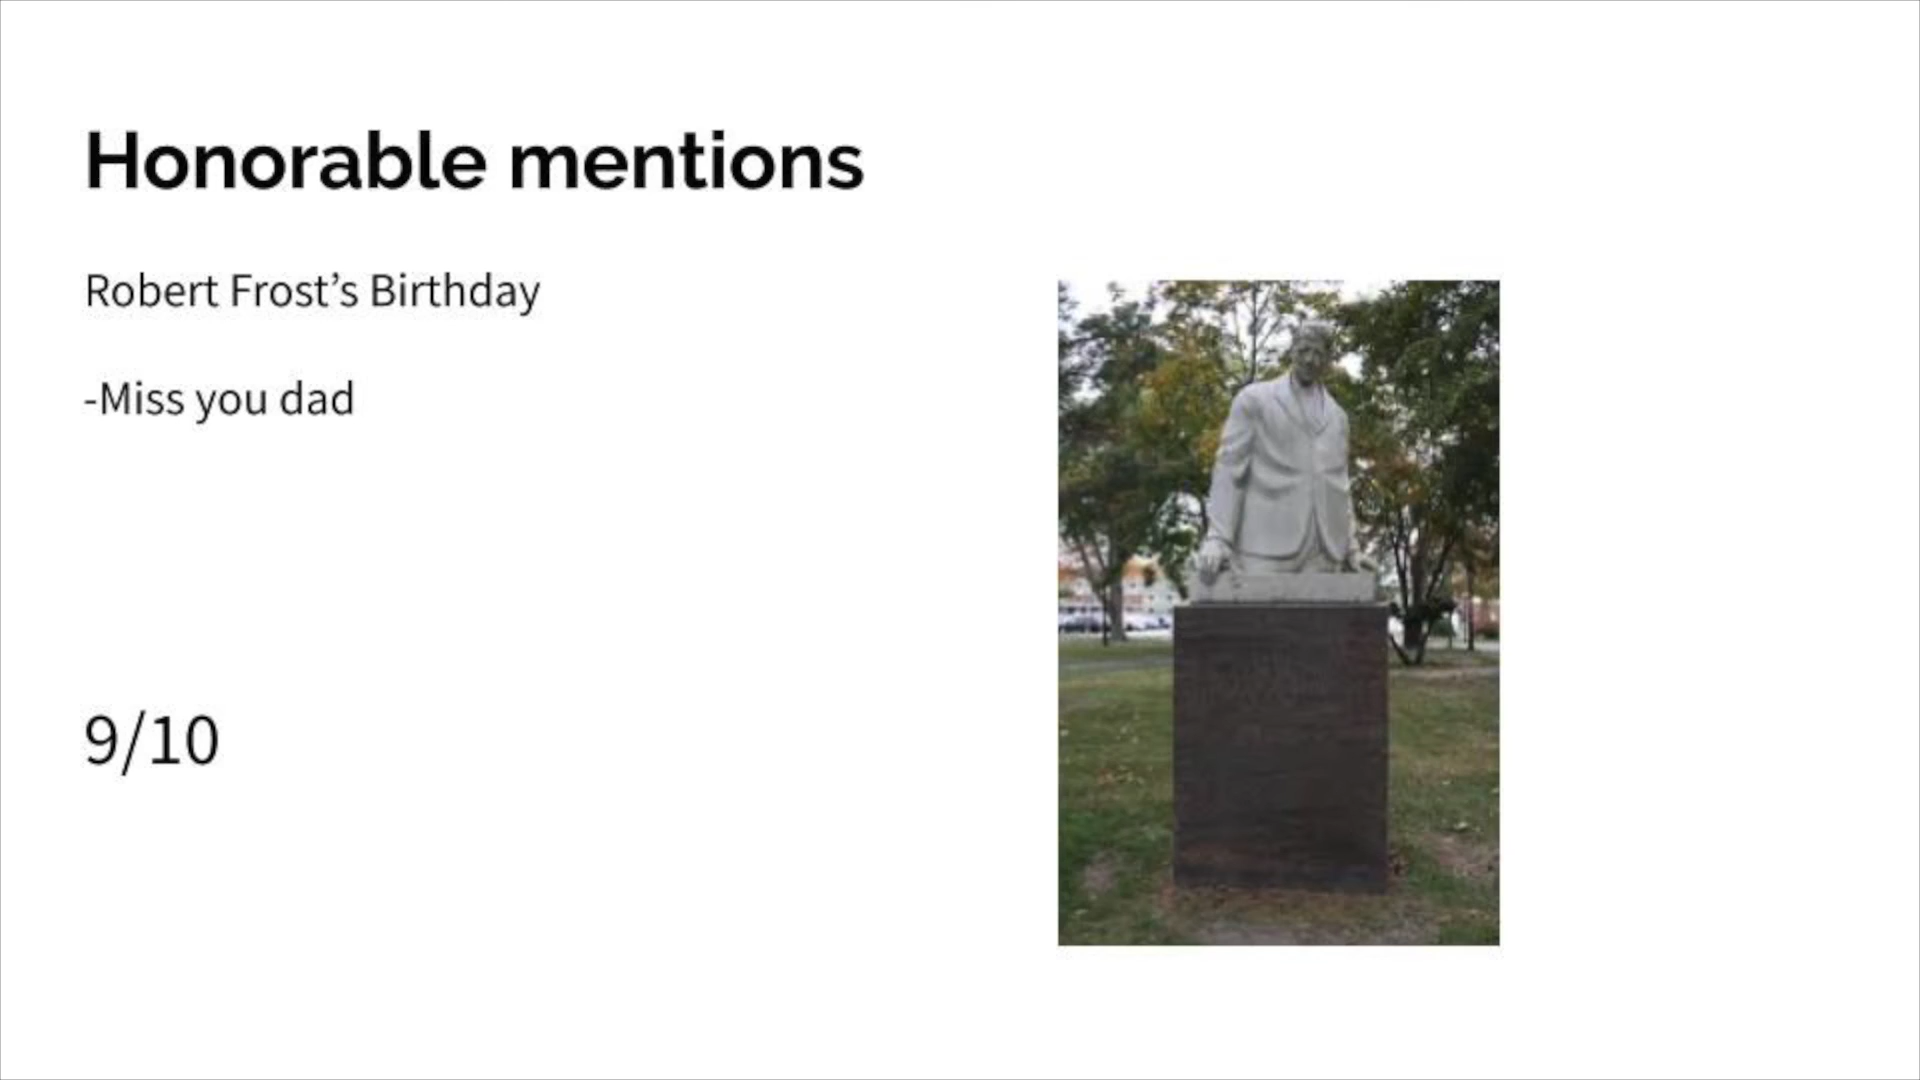 Honorable mentions
Robert Frost’s Birthday
-Miss you dad
9/10